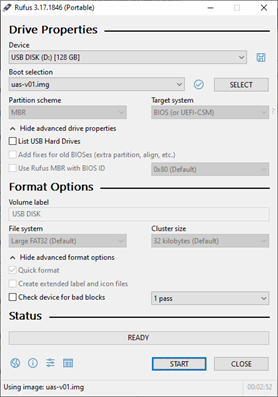 Rufus 3.17.1846 (Portable)
Drive Properties
Device
USB DISK (D:) [128 GB]
Boot selection
uas-v01.img
SELECT
Partition scheme
Target system
MBR
BIOS (or UEFI-CSM)
?
Hide advanced drive properties
List USB Hard Drives
Add fixes for old BIOSes (extra partition, align, etc.)
Use Rufus MBR with BIOS ID
0x80 (Default)
Format Options
Volume label
USB DISK
File system
Cluster size
Large FAT32 (Default)
32 kilobytes (Default)
Hide advanced format options
Quick format
Create extended label and icon files
Check device for bad blocks
1 pass
Status
READY
START
CLOSE
Using image: uas-v01.img
00:02:52